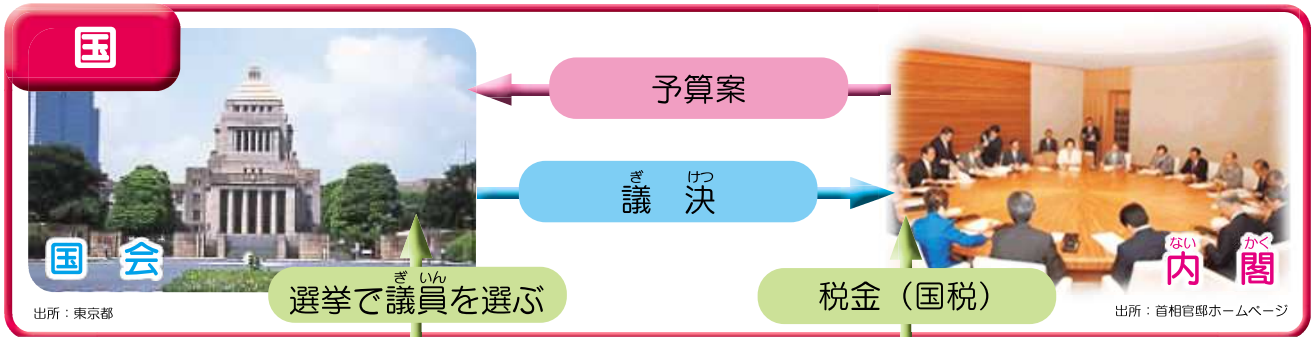 国
予算案
ぎ けつ
議 決
国 会
ない かく
内 閣
ぎ いん
選挙で議員を選ぶ
税金（国税）
出所：東京都
出所：首相官邸ホームページ